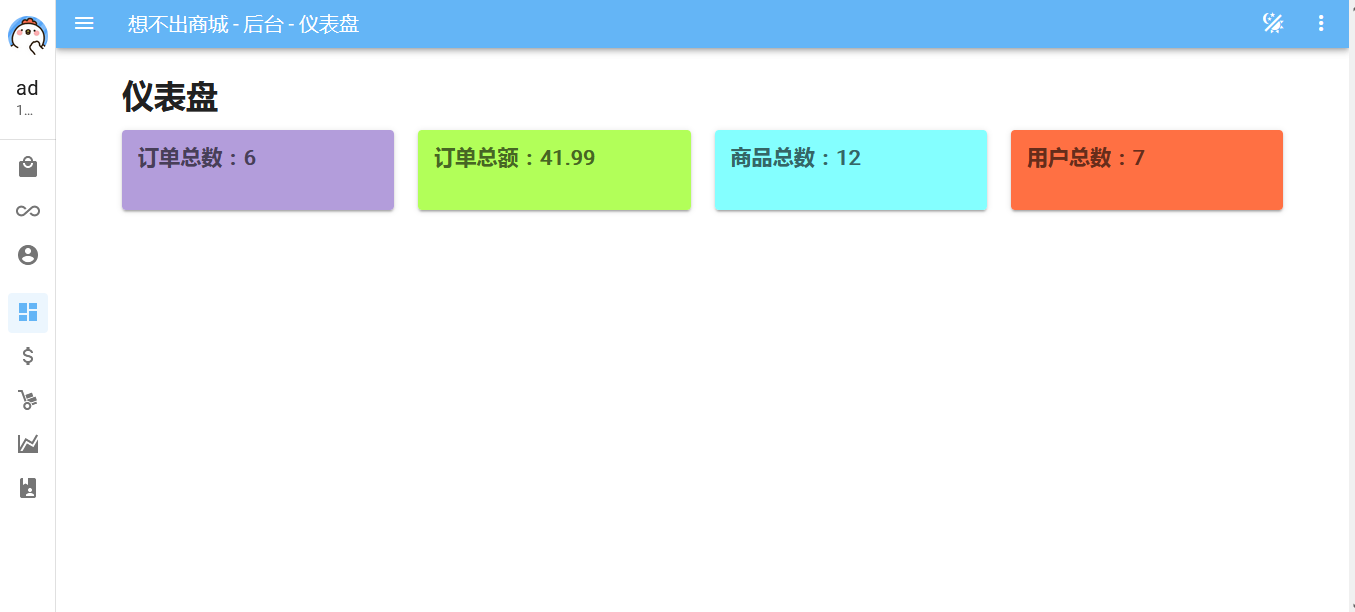 想不出商城 - 后台 - 仪表盘
ad
1...
仪表盘
订单总数：6
订单总额：41.99
商品总数：12
用户总数：7